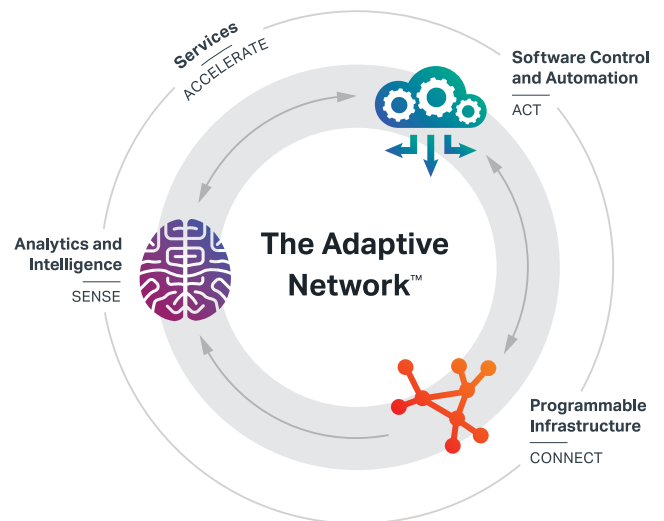 Services
ACCELERATE
Software Control
and Automation
ACT
Analytics and
Intelligence
SENSE
The Adaptive
Network™
Programmable
Infrastructure
CONNECT